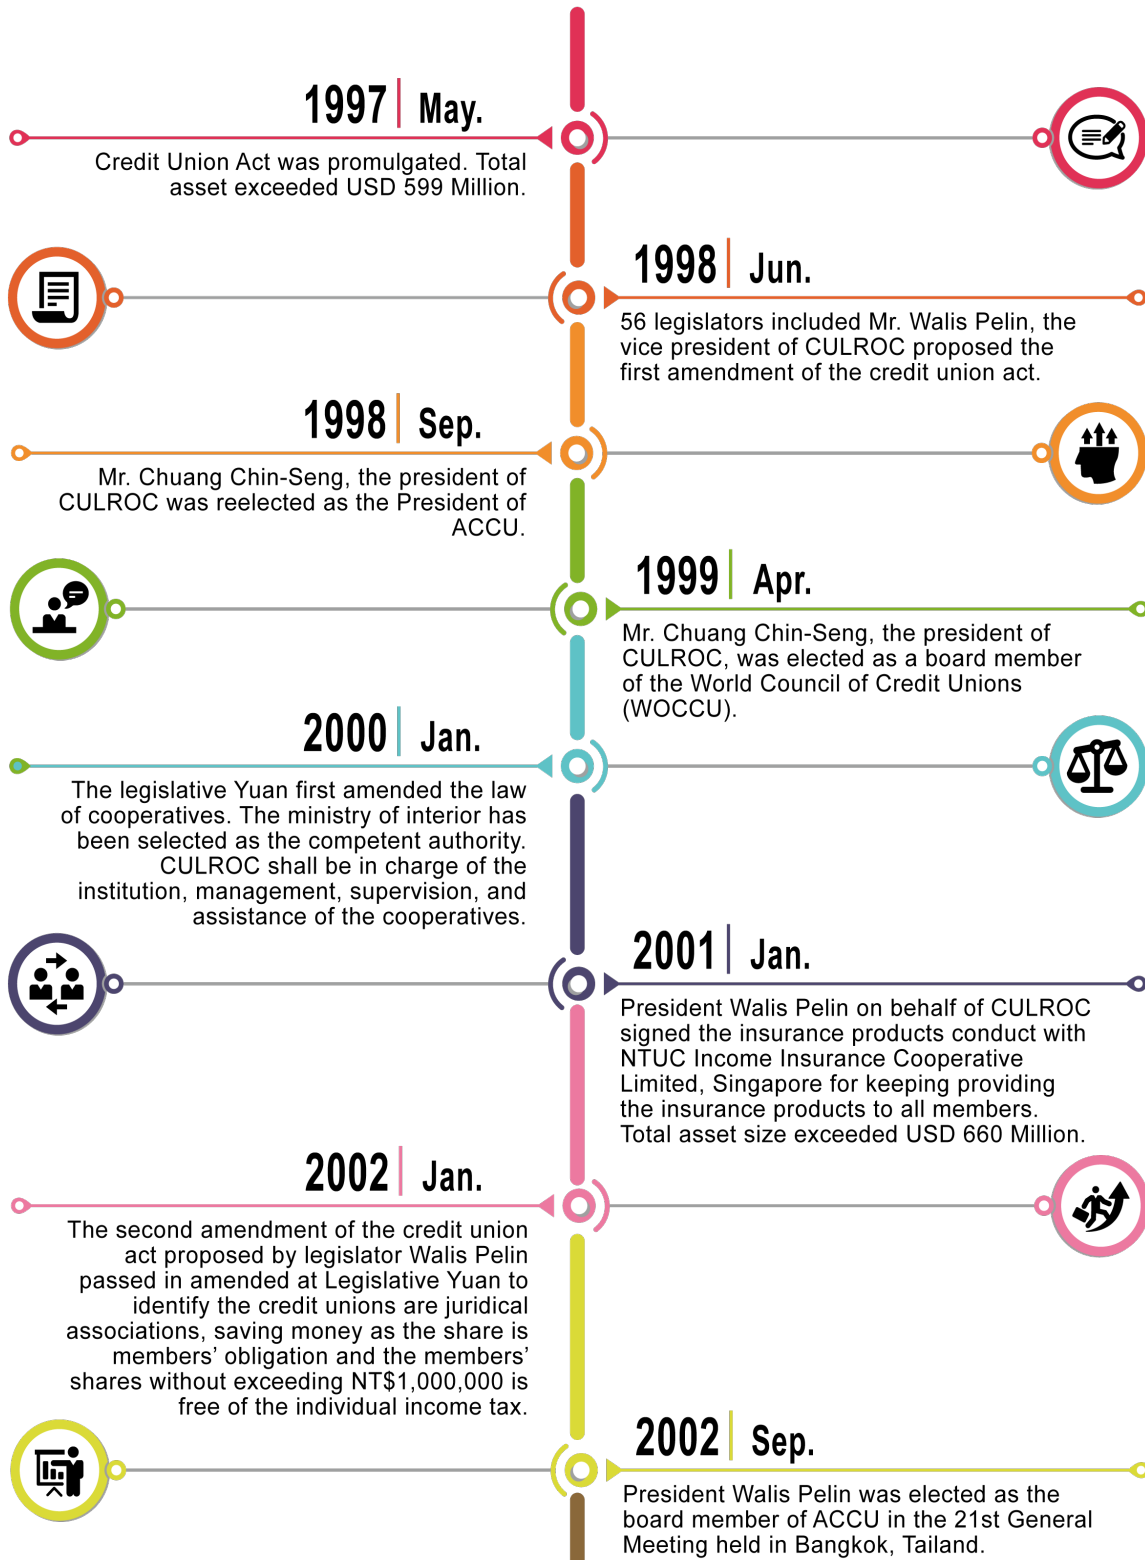 1997 May.
Credit Union Act was promulgated. Total
asset exceeded USD 599 Million.
1998 Jun.
56 legislators included Mr. Walis Pelin, the
vice president of CULROC proposed the
first amendment of the credit union act.
1998 Sep.
Mr. Chuang Chin-Seng, the president of
CULROC was reelected as the President of
ACCU.
1999 Apr.
Mr. Chuang Chin-Seng, the president of
CULROC, was elected as a board member
of the World Council of Credit Unions
(WOCCU).
2000 Jan.
The legislative Yuan first amended the law
of cooperatives. The ministry of interior has
been selected as the competent authority.
CULROC shall be in charge of the
institution, management, supervision, and
assistance of the cooperatives.
2001 Jan.
President Walis Pelin on behalf of CULROC
signed the insurance products conduct with
NTUC Income Insurance Cooperative
Limited, Singapore for keeping providing
the insurance products to all members.
Total asset size exceeded USD 660 Million.
2002 Jan.
The second amendment of the credit union
act proposed by legislator Walis Pelin
passed in amended at Legislative Yuan to
identify the credit unions are juridical
associations, saving money as the share is
members’ obligation and the members’
shares without exceeding NT$1,000,000 is
free of the individual income tax.
2002 Sep.
President Walis Pelin was elected as the
board member of ACCU in the 21st General
Meeting held in Bangkok, Tailand.